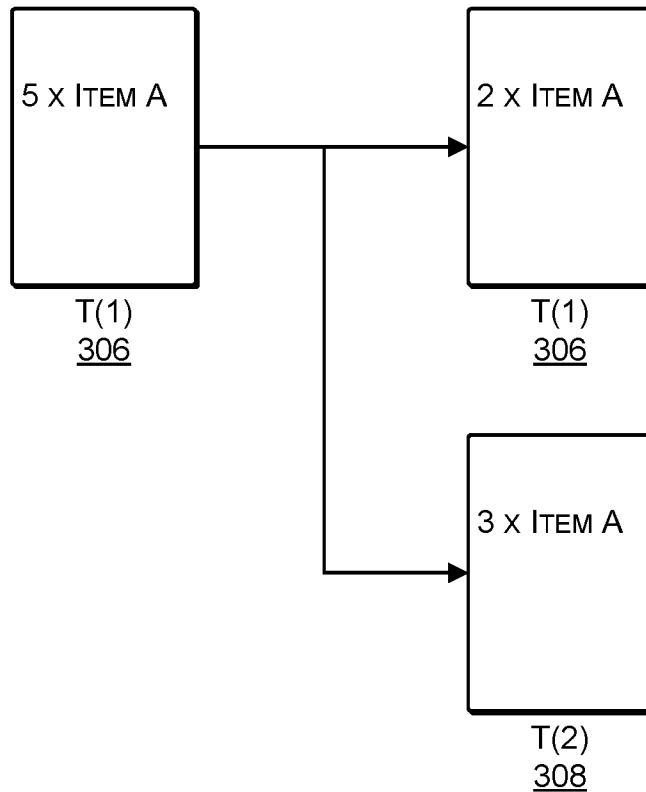 5 X ITEM A
T(1)
306
2 X ITEM A
T(1)
306
3 X ITEM A
T(2)
308